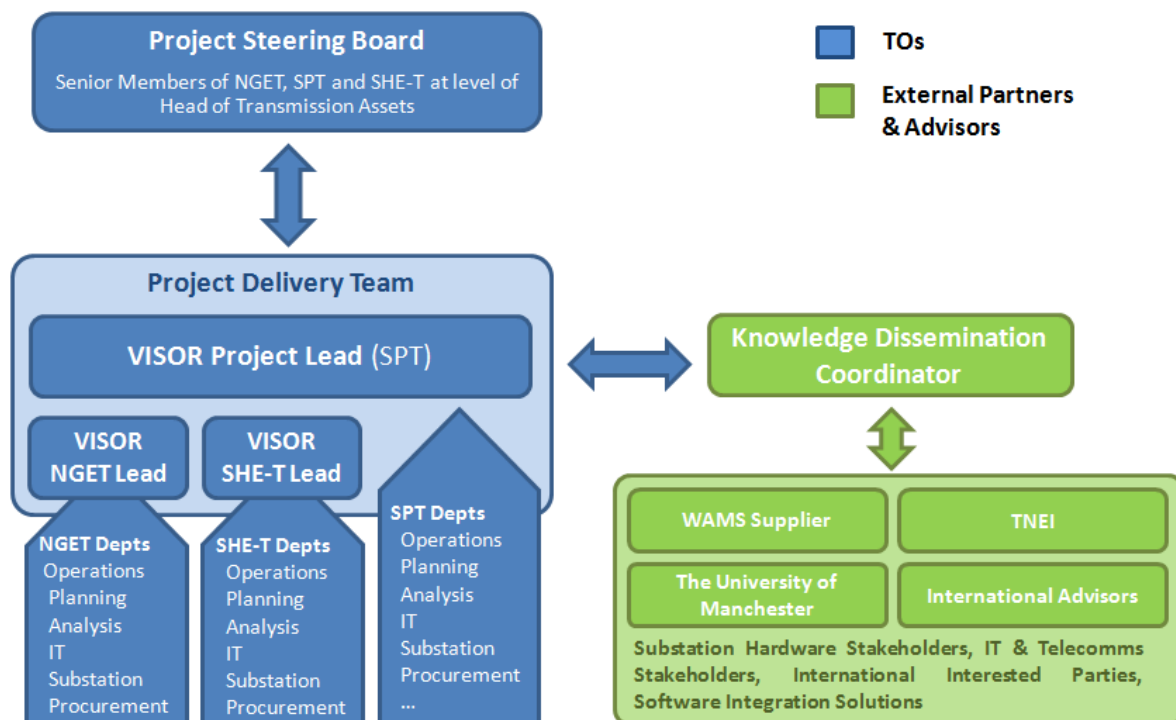 Project Steering Board
Senior Members of NGET, SPT and SHE-T at level of
Head of Transmission Assets
TOs
External Partners
& Advisors
Project Delivery Team
VISOR Project Lead (SPT)
VISOR
NGET Lead
VISOR
SHE-T Lead
NGET Depts
Operations
Planning
Analysis
IT
Substation
Procurement
SHE-T Depts
Operations
Planning
Analysis
IT
Substation
Procurement
SPT Depts
Operations
Planning
Analysis
IT
Substation
Procurement
...
Knowledge Dissemination
Coordinator
WAMS Supplier
TNEI
The University of
Manchester
International Advisors
Substation Hardware Stakeholders, IT & Telecomms
Stakeholders, International Interested Parties,
Software Integration Solutions